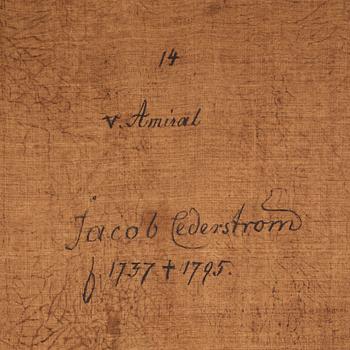 14
v. Amiral
Jacob Cederstrom
f. 1737 + 1795.